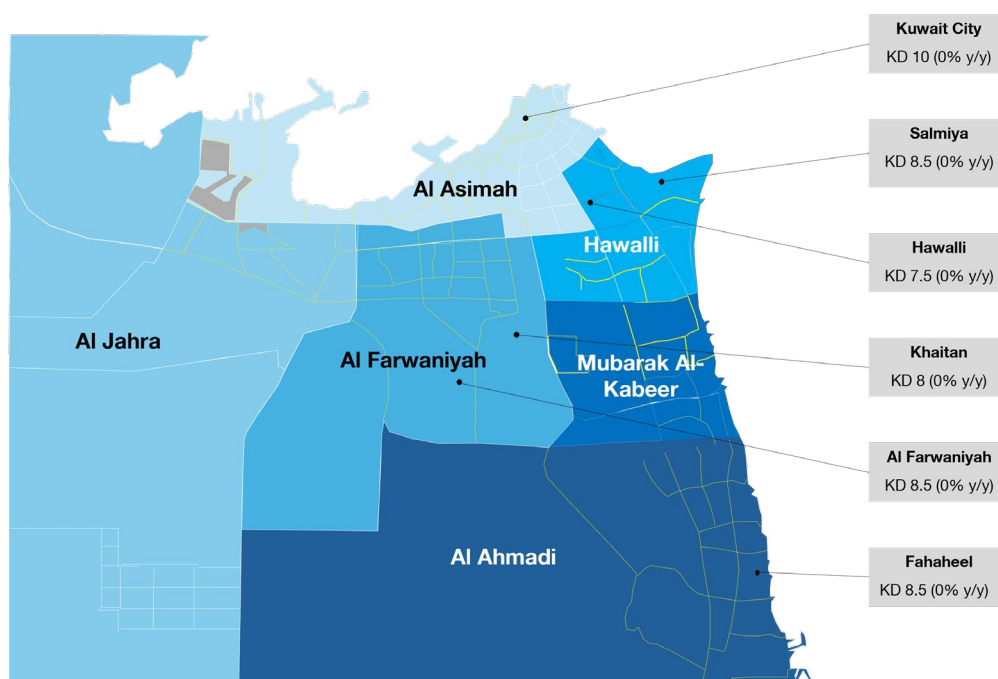 Kuwait City
KD 10 (0% y/y)
Salmiya
KD 8.5 (0% y/y)
Al Asimah
Hawalli
Hawalli
KD 7.5 (0% y/y)
Al Jahra
Al Farwaniyah
Mubarak Al-
Kabeer
Khaitan
KD 8 (0% y/y)
Al Farwaniyah
KD 8.5 (0% y/y)
Al Ahmadi
Fahaheel
KD 8.5 (0% y/y)